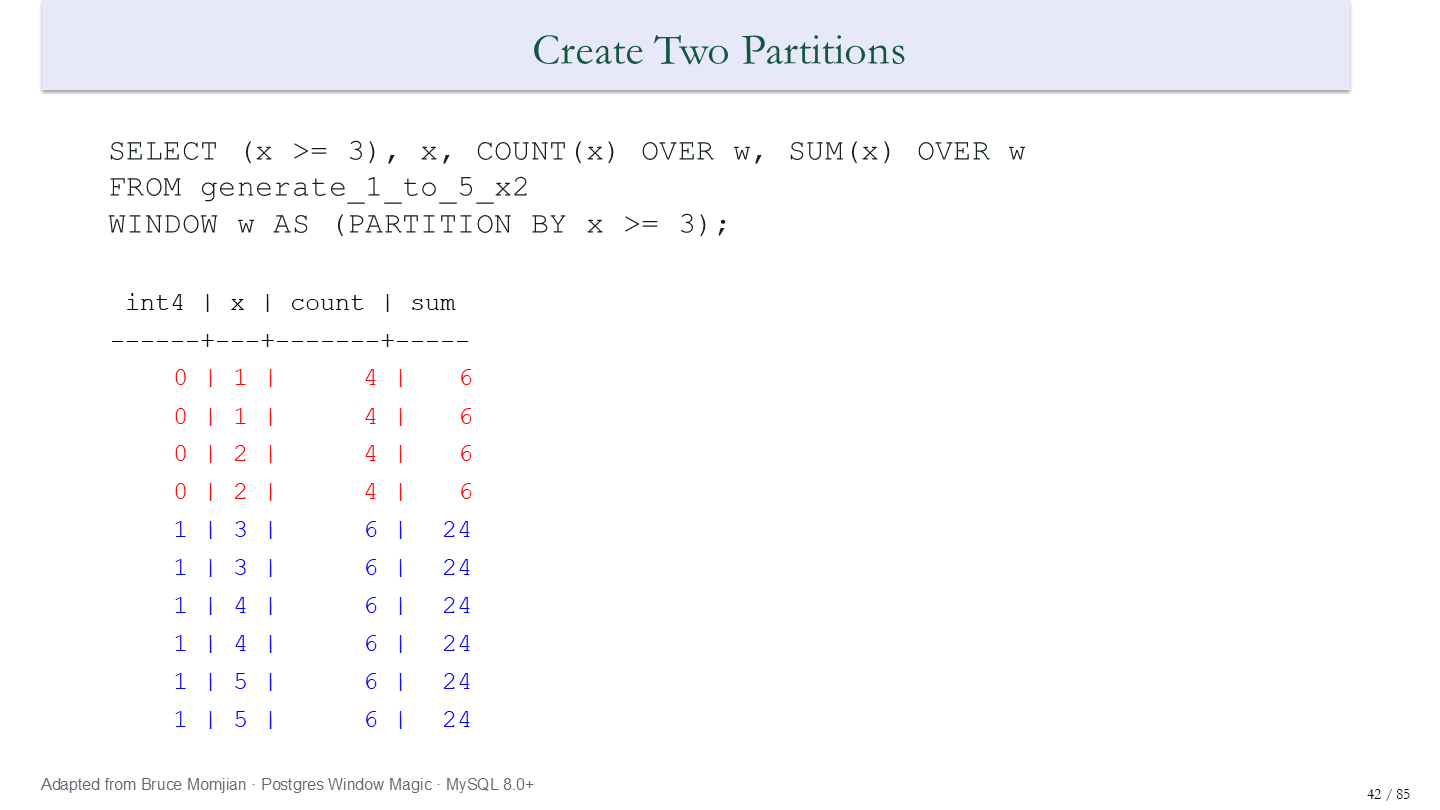 Create Two Partitions
SELECT (x >= 3), x, COUNT(x) OVER w, SUM(x) OVER w
FROM generate_1_to_5_x2
WINDOW w AS (PARTITION BY x >= 3);
 int4 | x | count | sum
------+---+-------+-----
    0 | 1 |     4 |   6
    0 | 1 |     4 |   6
    0 | 2 |     4 |   6
    0 | 2 |     4 |   6
    1 | 3 |     6 |  24
    1 | 3 |     6 |  24
    1 | 4 |     6 |  24
    1 | 4 |     6 |  24
    1 | 5 |     6 |  24
    1 | 5 |     6 |  24
Adapted from Bruce Momjian · Postgres Window Magic · MySQL 8.0+
42 / 85